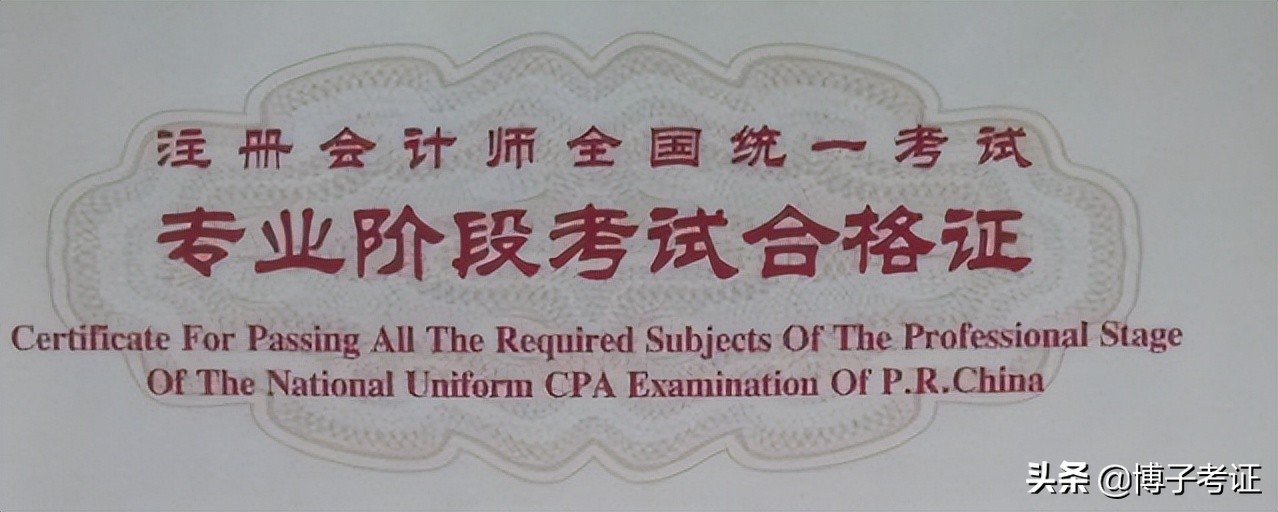 注册会计师全国统一考试
专业阶段考试合格证
Certificate For Passing All The Required Subjects Of The Professional Stage
Of The National Uniform CPA Examination Of P.R.China
头条 @博子考证